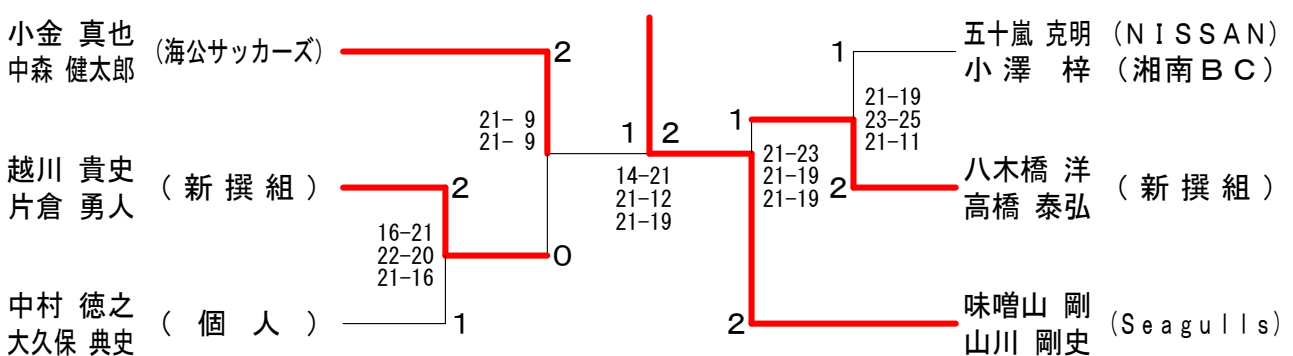 小金 真也
中森 健太郎
(海公サッカーズ)
2
21- 9
21- 9
越川 貴史
片倉 勇人
( 新 撰 組 )
2
0
16-21
22-20
21-16
中村 徳之
大久保 典史
( 個 人 )
1
1 2
14-21
21-12
21-19
五十嵐 克明 (NISSAN)
小 澤 梓 (湘南BC)
1
21-19
23-25
21-11
1
21-23
21-19
21-19
八木橋 洋
高橋 泰弘
( 新 撰 組 )
2
味噌山 剛
山川 剛史
(Seagulls)
2